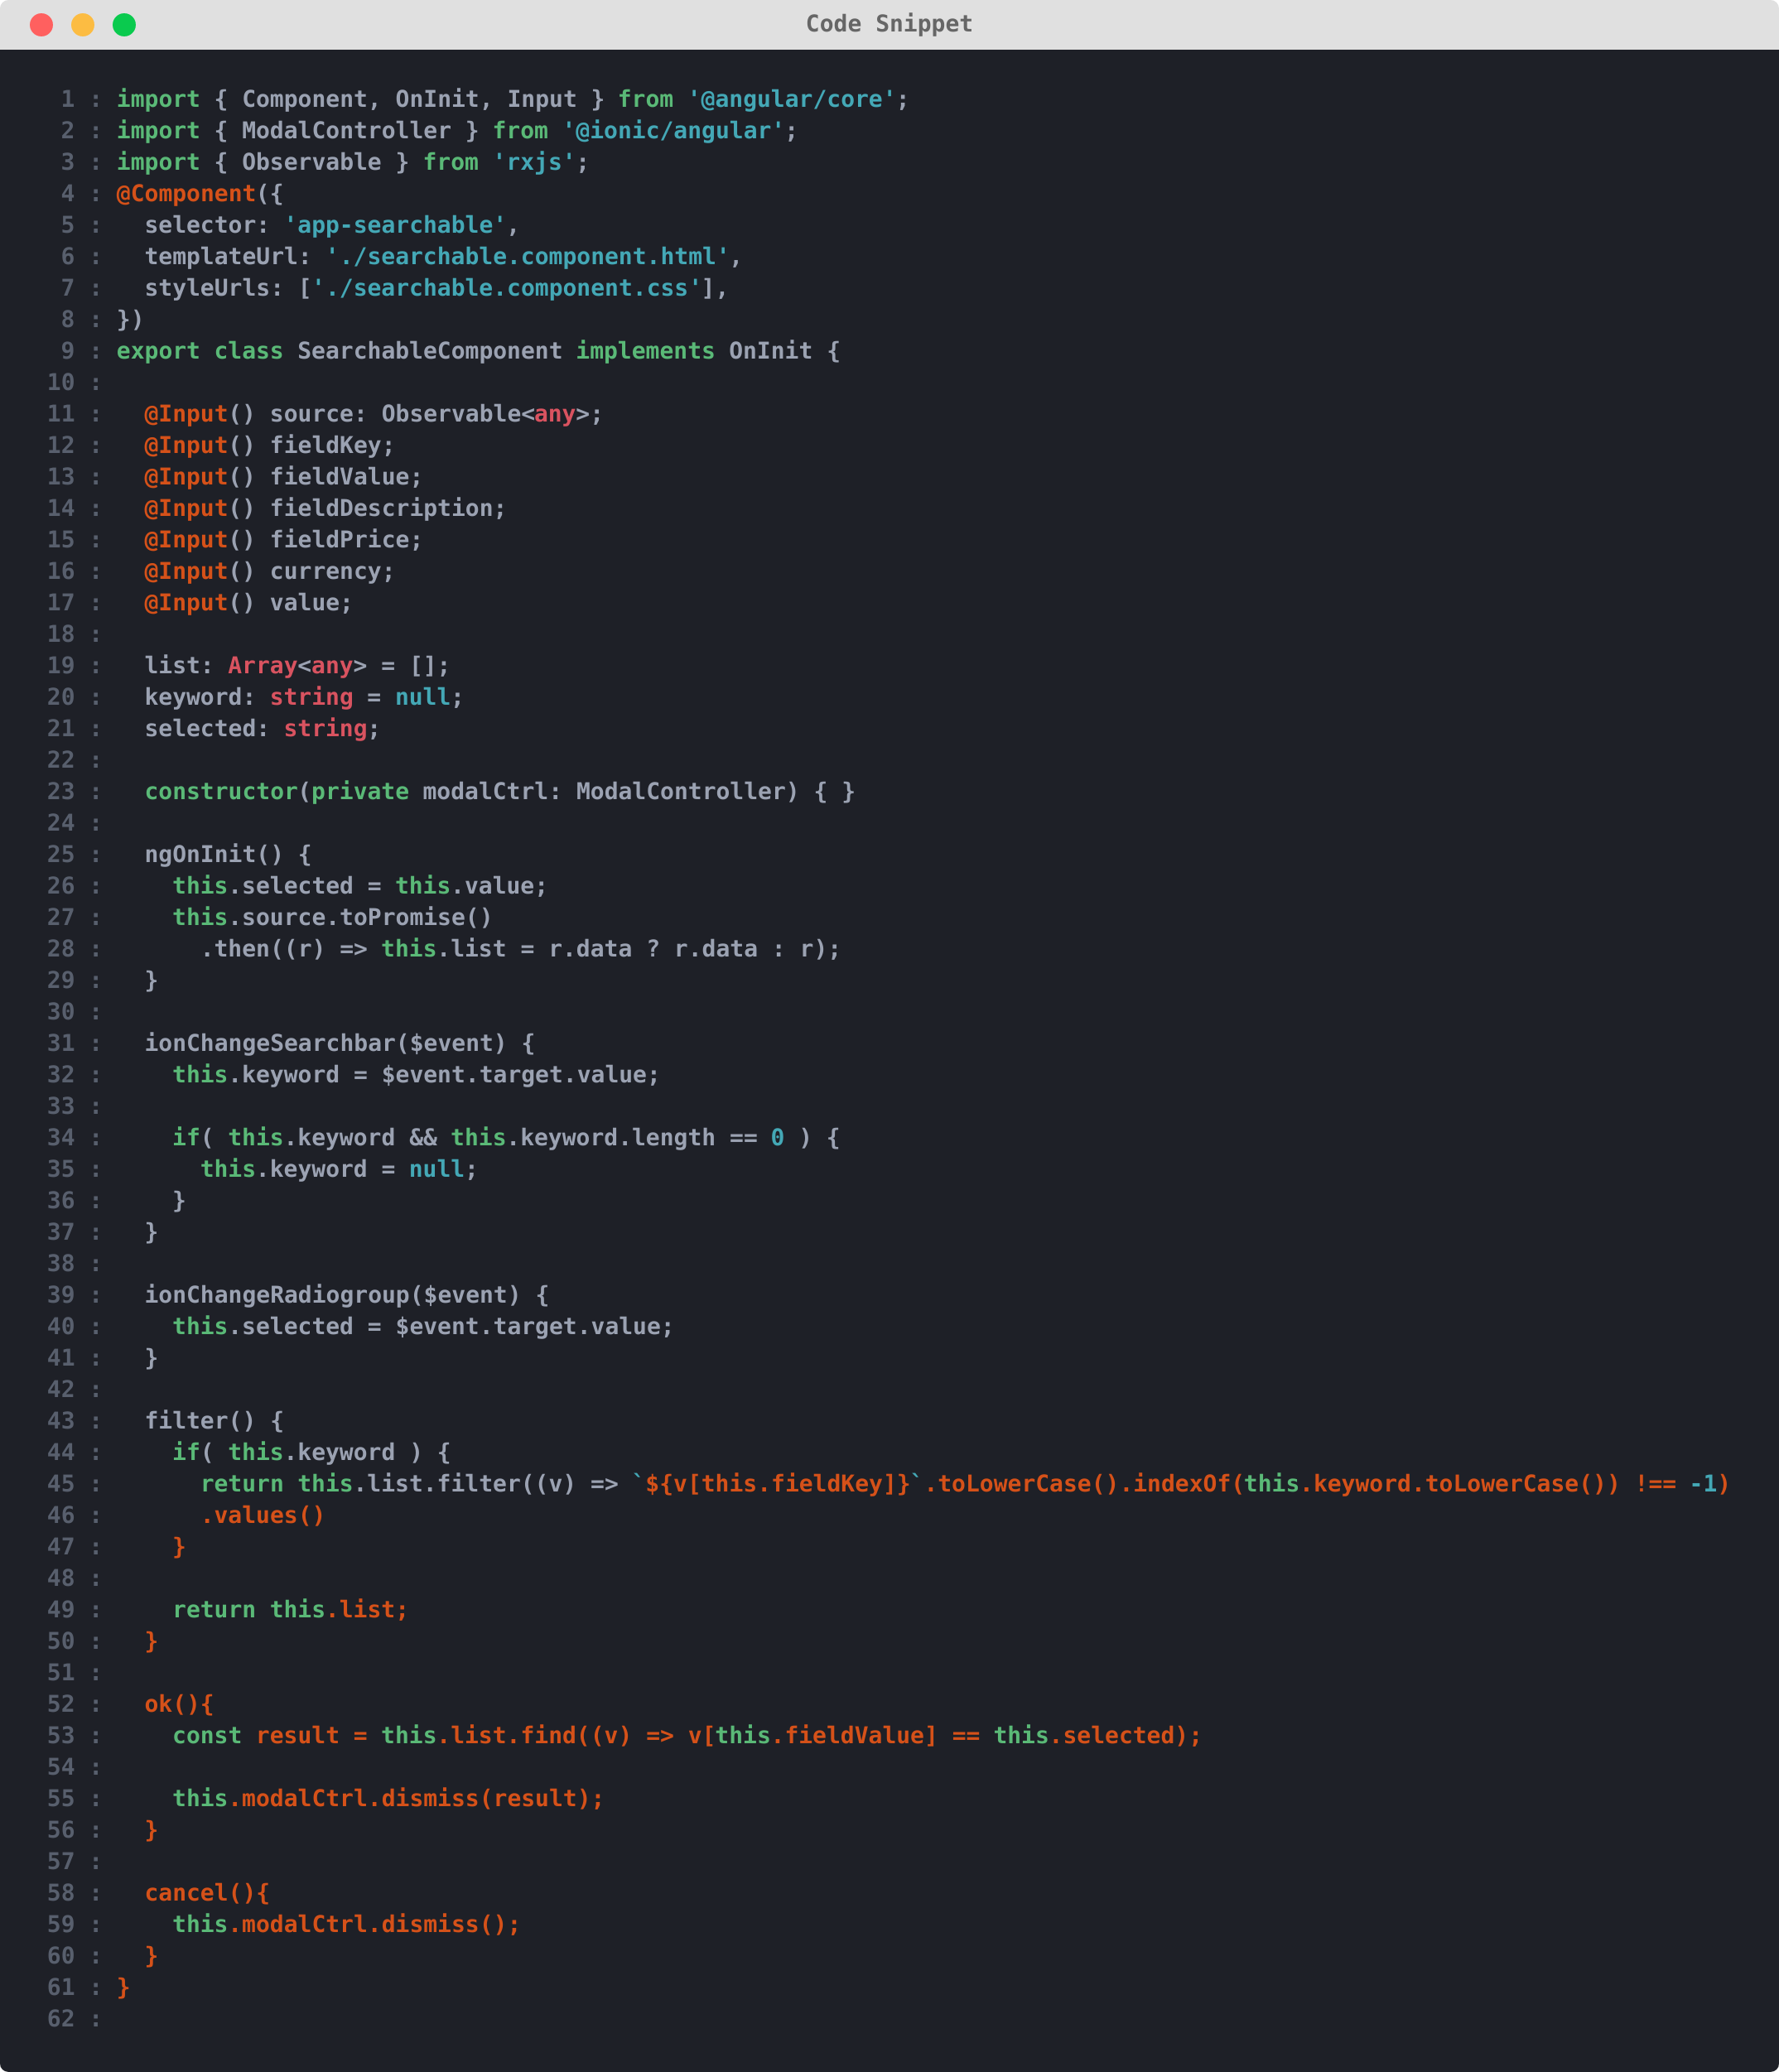 Code Snippet
1 : import { Component, OnInit, Input } from '@angular/core';
2 : import { ModalController } from '@ionic/angular';
3 : import { Observable } from 'rxjs';
4 : @Component({
5 :   selector: 'app-searchable',
6 :   templateUrl: './searchable.component.html',
7 :   styleUrls: ['./searchable.component.css'],
8 : })
9 : export class SearchableComponent implements OnInit {
10 :
11 :   @Input() source: Observable<any>;
12 :   @Input() fieldKey;
13 :   @Input() fieldValue;
14 :   @Input() fieldDescription;
15 :   @Input() fieldPrice;
16 :   @Input() currency;
17 :   @Input() value;
18 :
19 :   list: Array<any> = [];
20 :   keyword: string = null;
21 :   selected: string;
22 :
23 :   constructor(private modalCtrl: ModalController) { }
24 :
25 :   ngOnInit() {
26 :     this.selected = this.value;
27 :     this.source.toPromise()
28 :       .then((r) => this.list = r.data ? r.data : r);
29 :   }
30 :
31 :   ionChangeSearchbar($event) {
32 :     this.keyword = $event.target.value;
33 :
34 :     if( this.keyword && this.keyword.length == 0 ) {
35 :       this.keyword = null;
36 :     }
37 :   }
38 :
39 :   ionChangeRadiogroup($event) {
40 :     this.selected = $event.target.value;
41 :   }
42 :
43 :   filter() {
44 :     if( this.keyword ) {
45 :       return this.list.filter((v) => `${v[this.fieldKey]}`.toLowerCase().indexOf(this.keyword.toLowerCase()) !== -1)
46 :       .values()
47 :     }
48 :
49 :     return this.list;
50 :   }
51 :
52 :   ok(){
53 :     const result = this.list.find((v) => v[this.fieldValue] == this.selected);
54 :
55 :     this.modalCtrl.dismiss(result);
56 :   }
57 :
58 :   cancel(){
59 :     this.modalCtrl.dismiss();
60 :   }
61 : }
62 :